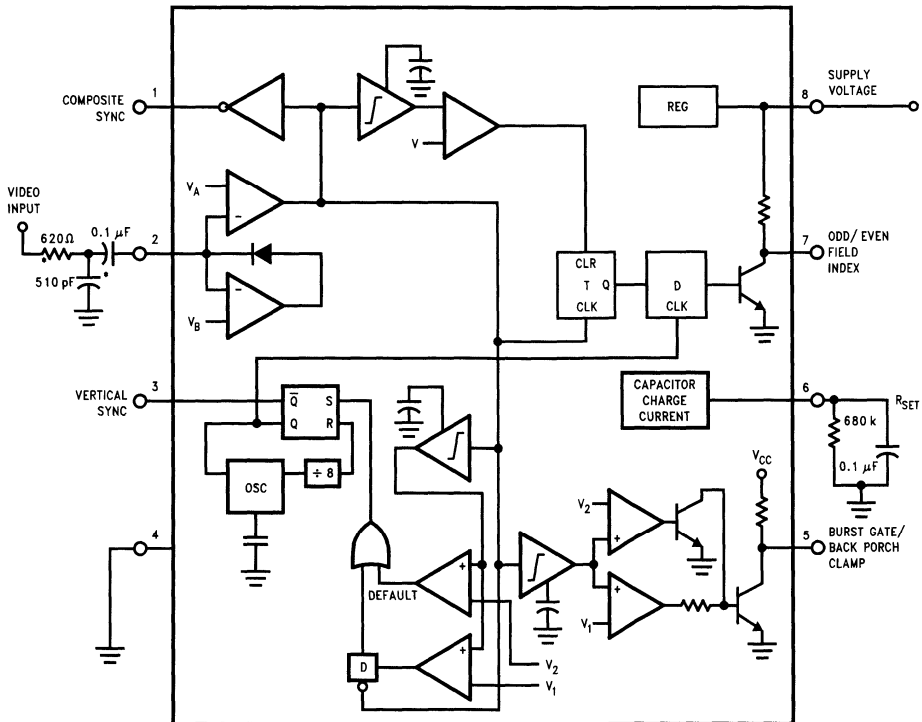 COMPOSITE
SYNC
1
REG
8
SUPPLY
VOLTAGE
V
VIDEO
INPUT
620Ω
0.1 µF
510 pF
2
V_A
−
−
V_B
CLR
T Q
CLK
D
CLK
7
ODD/EVEN
FIELD
INDEX
VERTICAL
SYNC
3
Q̅ S
Q R
OSC
÷ 8
CAPACITOR
CHARGE
CURRENT
6
R_SET
680 k
0.1 µF
V_CC
4
DEFAULT
+
+
D
V_2
V_1
V_2
+
+
V_1
5
BURST GATE/
BACK PORCH
CLAMP